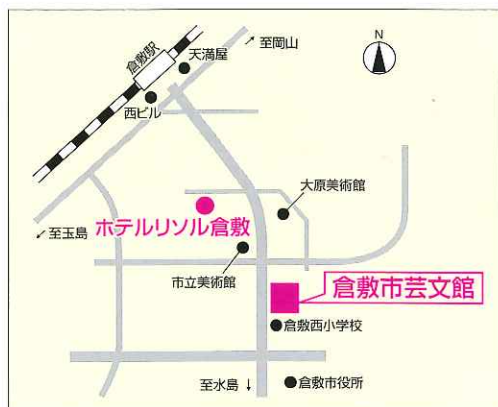 N
至岡山
天満屋
倉敷駅
西ビル
大原美術館
ホテルリソル倉敷
至玉島
市立美術館
倉敷市芸文館
倉敷西小学校
至水島
倉敷市役所